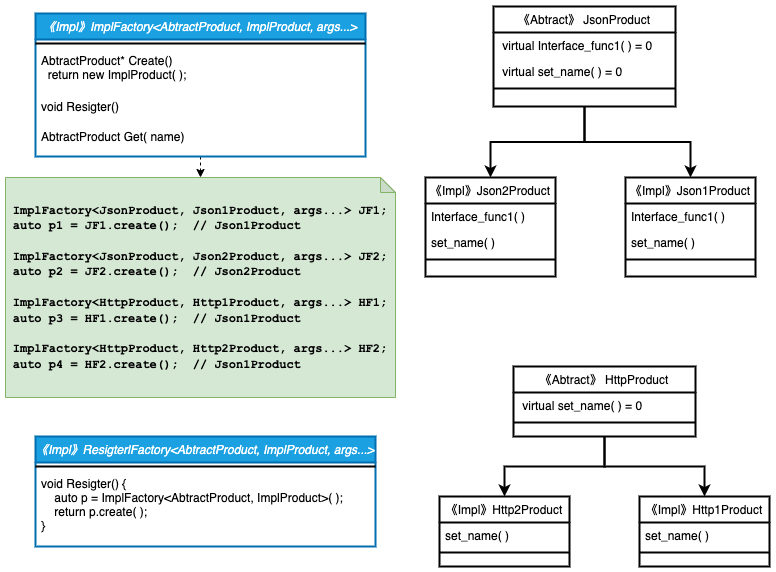 《Impl》 ImplFactory<AbtractProduct, ImplProduct, args...>
AbtractProduct* Create()
return new ImplProduct( );
void Resigter()
AbtractProduct Get( name)
ImplFactory<JsonProduct, Json1Product, args...> JF1;
auto p1 = JF1.create();  // Json1Product
ImplFactory<JsonProduct, Json2Product, args...> JF2;
auto p2 = JF2.create();  // Json2Product
ImplFactory<HttpProduct, Http1Product, args...> HF1;
auto p3 = HF1.create();  // Json1Product
ImplFactory<HttpProduct, Http2Product, args...> HF2;
auto p4 = HF2.create();  // Json1Product
《Impl》 ResigterlFactory<AbtractProduct, ImplProduct, args...>
void Resigter() {
auto p = ImplFactory<AbtractProduct, ImplProduct>( );
return p.create( );
}
《Abtract》 JsonProduct
virtual Interface_func1( ) = 0
virtual set_name( ) = 0
《Impl》Json2Product
Interface_func1( )
set_name( )
《Impl》Json1Product
Interface_func1( )
set_name( )
《Abtract》 HttpProduct
virtual set_name( ) = 0
《Impl》Http2Product
set_name( )
《Impl》Http1Product
set_name( )